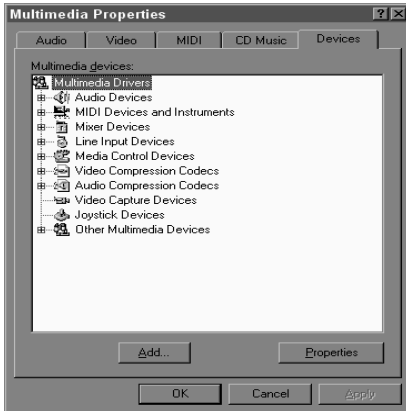 Multimedia Properties
Audio Video MIDI CD Music Devices
Multimedia devices:
Multimedia Drivers
Audio Devices
MIDI Devices and Instruments
Mixer Devices
Line Input Devices
Media Control Devices
Video Compression Codecs
Audio Compression Codecs
Video Capture Devices
Joystick Devices
Other Multimedia Devices
Add... Properties
OK Cancel Apply